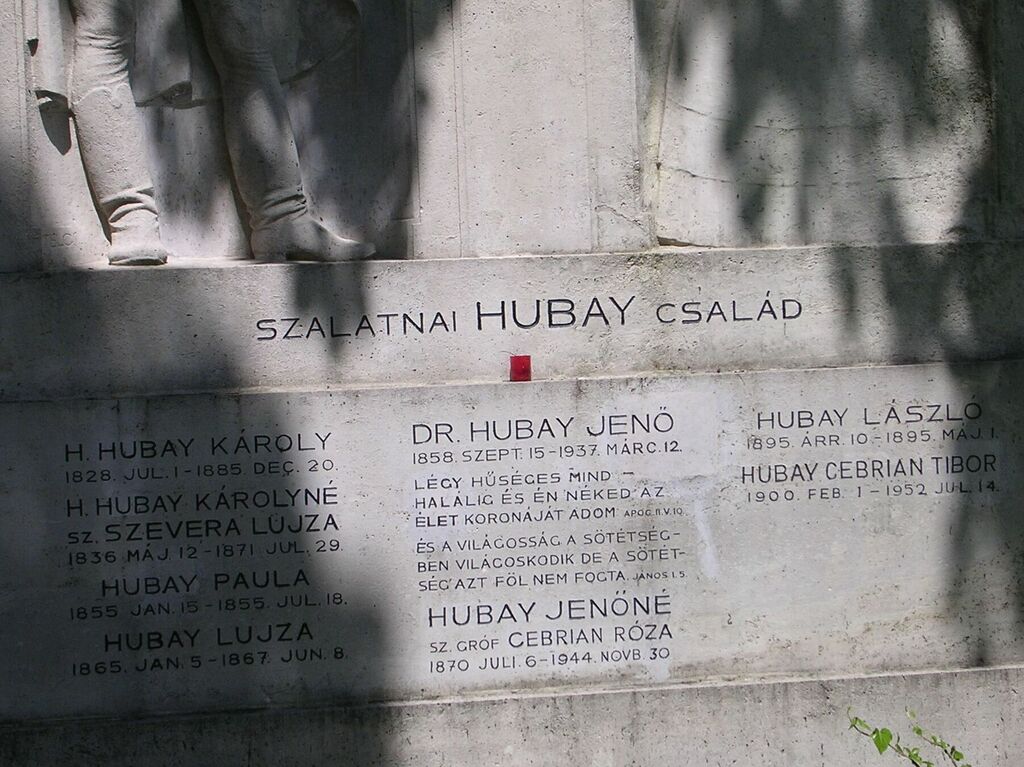 SZALATNAI HUBAY CSALÁD
H. HUBAY KÁROLY
1828. JUL. 1-1885. DEC. 20.
H. HUBAY KÁROLYNÉ
SZ. SZEVERA LUJZA
1836. MÁJ. 12-1871. JUL. 29.
HUBAY PAULA
1855. JAN. 15-1855. JUL. 18.
HUBAY LUJZA
1865. JAN. 5-1867. JUN. 8.
DR. HUBAY JENŐ
1858. SZEPT. 15-1937. MÁRC. 12.
LÉGY HŰSÉGES MIND-
HALÁLIG ÉS ÉN NÉKED AZ
ÉLET KORONÁJÁT ADOM APOC. II. V. 10.
ÉS A VILÁGOSSÁG A SÖTÉTSÉG-
BEN VILÁGOSKODIK DE A SÖTÉT-
SÉG AZT FÖL NEM FOGTA. JÁNOS I. 5.
HUBAY JENŐNÉ
SZ. GRÓF CEBRIAN RÓZA
1870 JULI. 6-1944. NOVB. 30
HUBAY LÁSZLÓ
1895. ÁRR. 10-1895. MÁJ. 1.
HUBAY CEBRIAN TIBOR
1900. FEB. 1-1952 JUL. 14.